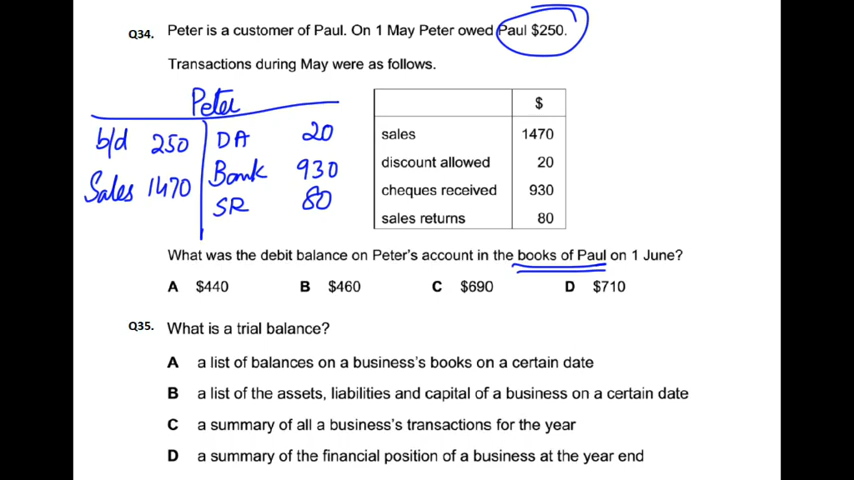 Q34. Peter is a customer of Paul. On 1 May Peter owed Paul $250.
Transactions during May were as follows.
Peter
b/d 250 DA 20
Sales 1470 Bank 930
SR 80
$
sales 1470
discount allowed 20
cheques received 930
sales returns 80
What was the debit balance on Peter's account in the books of Paul on 1 June?
A $440 B $460 C $690 D $710
Q35. What is a trial balance?
A a list of balances on a business's books on a certain date
B a list of the assets, liabilities and capital of a business on a certain date
C a summary of all a business's transactions for the year
D a summary of the financial position of a business at the year end